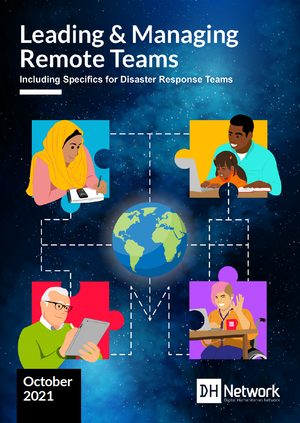 Leading & Managing
Remote Teams
Including Specifics for Disaster Response Teams
October
2021
DH Network
Digital Humanitarian Network